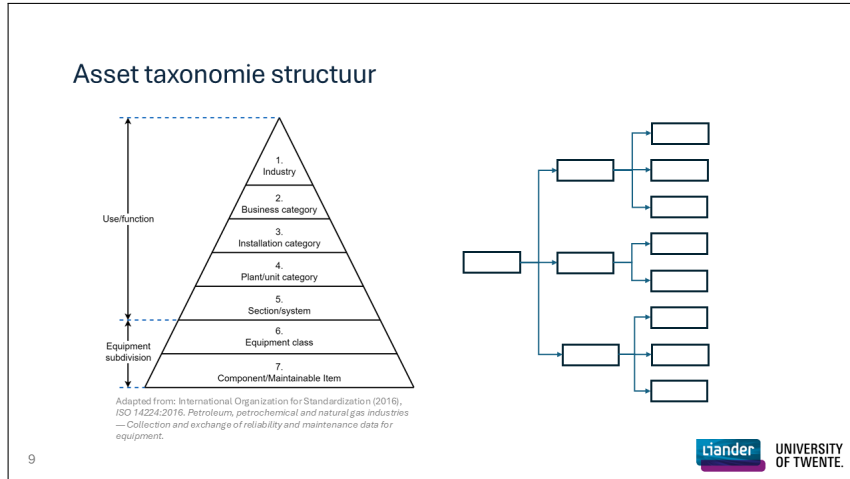 Asset taxonomie structuur
1.
Industry
2.
Business category
3.
Installation category
4.
Plant/unit category
5.
Section/system
6.
Equipment class
7.
Component/Maintainable Item
Use/function
Equipment
subdivision
Adapted from: International Organization for Standardization (2016),
ISO 14224:2016. Petroleum, petrochemical and natural gas industries
— Collection and exchange of reliability and maintenance data for
equipment.
9
Liander
UNIVERSITY
OF TWENTE.